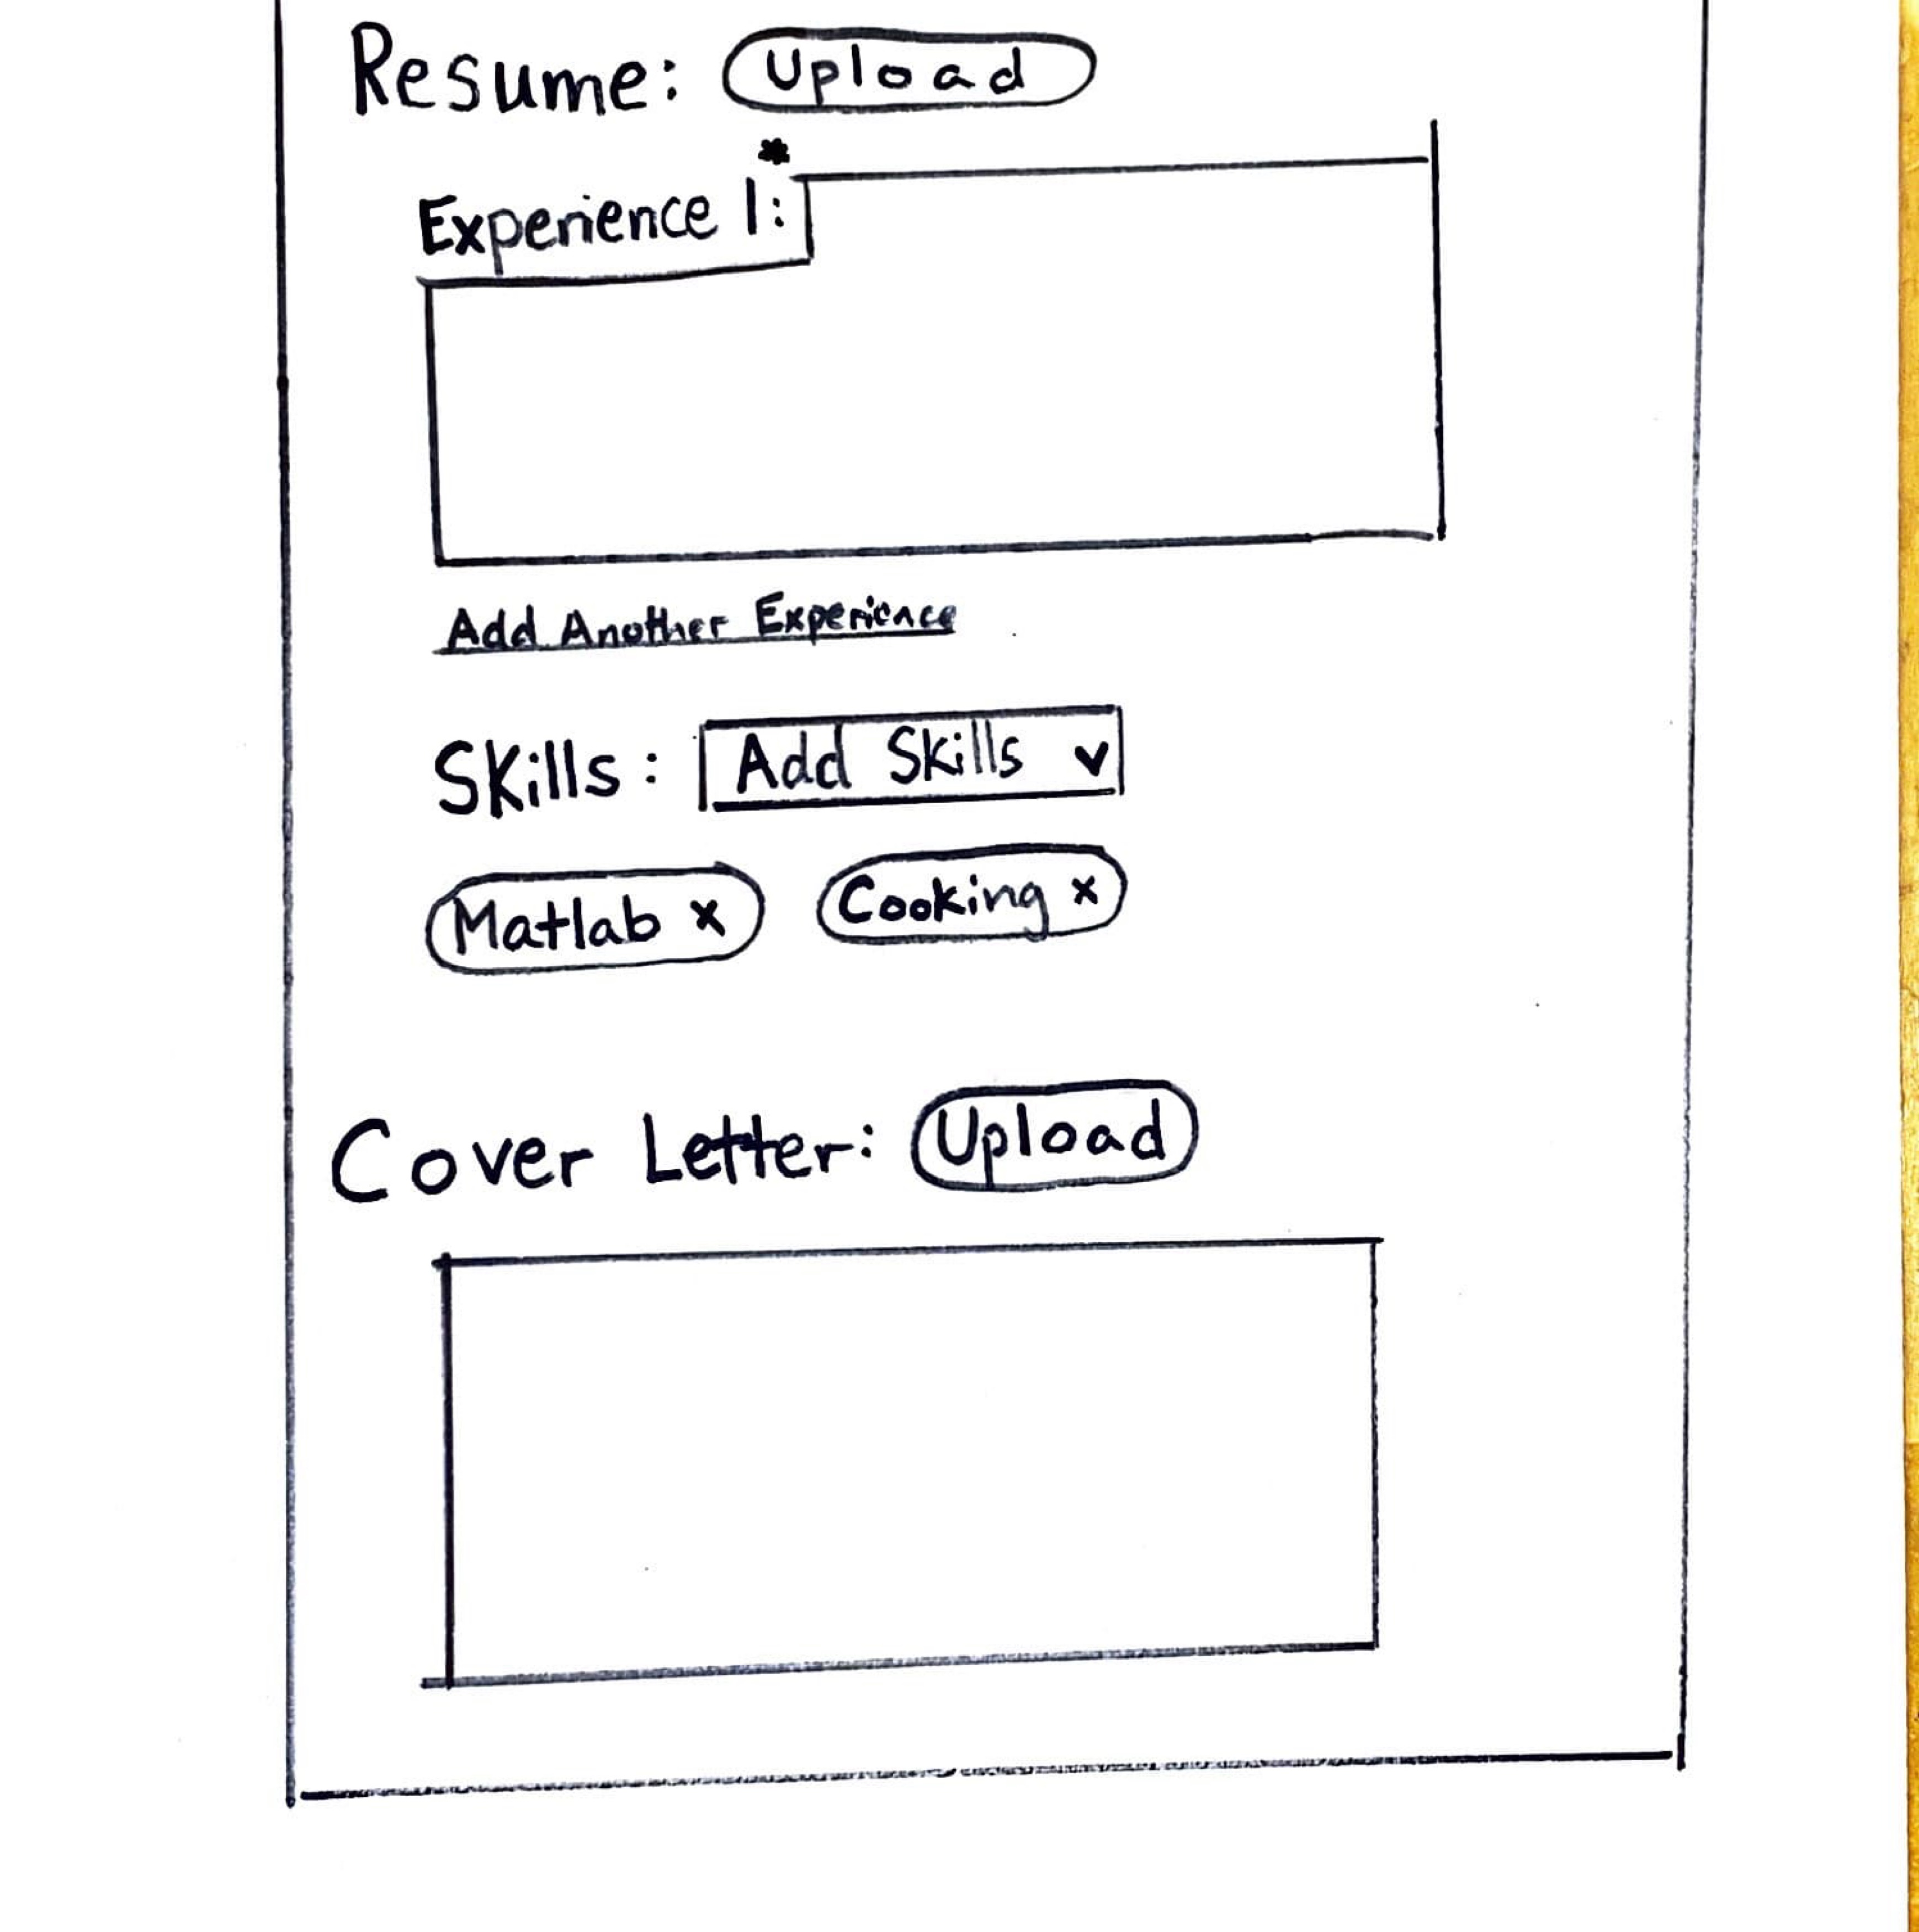 Resume: Upload
*
Experience 1:
Add Another Experience
Skills: Add Skills v
Matlab x Cooking x
Cover Letter: Upload